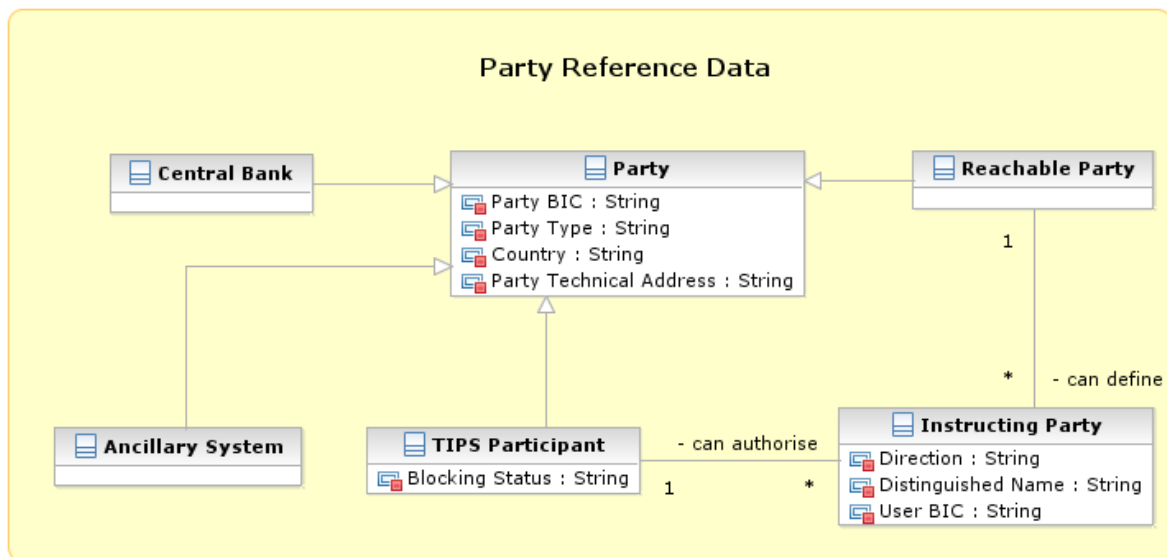 Party Reference Data
Central Bank
Party
Party BIC : String
Party Type : String
Country : String
Party Technical Address : String
Reachable Party
1
*
- can define
Ancillary System
TIPS Participant
Blocking Status : String
- can authorise
1
*
Instructing Party
Direction : String
Distinguished Name : String
User BIC : String